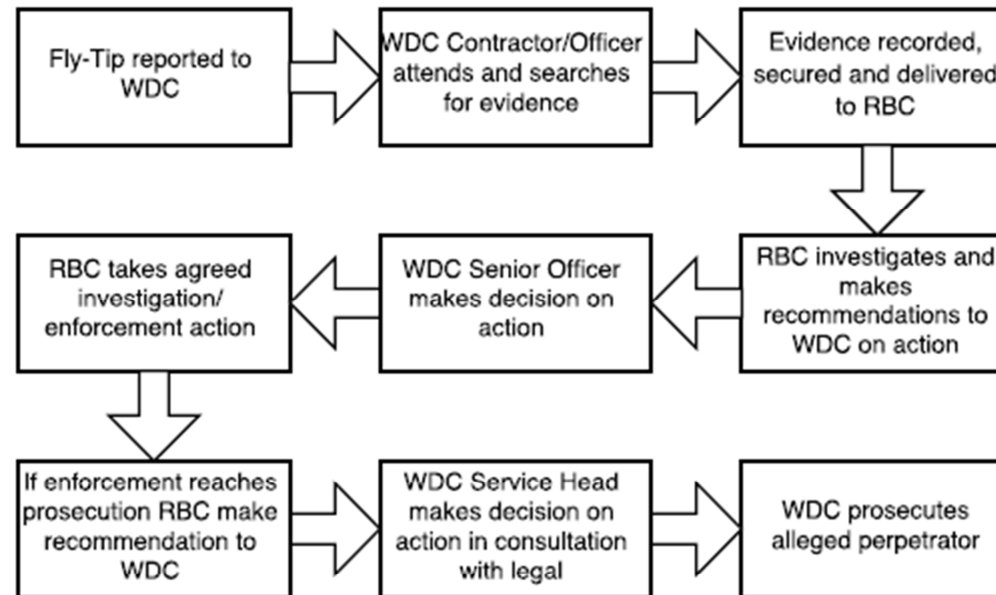 Fly-Tip reported to
WDC
WDC Contractor/Officer
attends and searches
for evidence
Evidence recorded,
secured and delivered
to RBC
RBC investigates and
makes
recommendations to
WDC on action
WDC Senior Officer
makes decision on
action
RBC takes agreed
investigation/
enforcement action
If enforcement reaches
prosecution RBC make
recommendation to
WDC
WDC Service Head
makes decision on
action in consultation
with legal
WDC prosecutes
alleged perpetrator